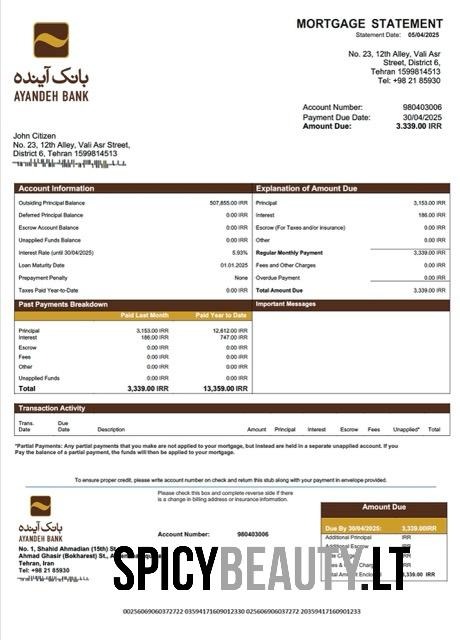 MORTGAGE STATEMENT
Statement Date: 05/04/2025
No. 23, 12th Alley, Vali Asr
Street, District 6,
Tehran 1599814513
Tel: +98 21 85930
بانک آینده
AYANDEH BANK
Account Number: 980403006
Payment Due Date: 30/04/2025
Amount Due: 3.339.00 IRR
John Citizen
No. 23, 12th Alley, Vali Asr Street,
District 6, Tehran 1599814513
Account Information
Outsiding Principal Balance 507,855.00 IRR
Deferred Principal Balance 0.00 IRR
Escrow Account Balance 0.00 IRR
Unapplied Funds Balance 0.00 IRR
Interest Rate (until 30/04/2025) 5.93%
Loan Maturity Date 01.01.2025
Prepayment Penalty None
Taxes Paid Year-to-Date 0.00 IRR
Explanation of Amount Due
Principal 3,153.00 IRR
Interest 186.00 IRR
Escrow (For Taxes and/or Insurance) 0.00 IRR
Other 0.00 IRR
Regular Monthly Payment 3,339.00 IRR
Fees and Other Charges 0.00 IRR
Overdue Payment 0.00 IRR
Total Amount Due 3,339.00 IRR
Past Payments Breakdown
Paid Last Month Paid Year to Date
Principal 3,153.00 IRR 12,612.00 IRR
Interest 186.00 IRR 747.00 IRR
Escrow 0.00 IRR 0.00 IRR
Fees 0.00 IRR 0.00 IRR
Other 0.00 IRR 0.00 IRR
Unapplied Funds 0.00 IRR 0.00 IRR
Total 3,339.00 IRR 13,359.00 IRR
Important Messages
Transaction Activity
Trans. Date Due Date Description Amount Principal Interest Escrow Fees Unapplied* Total
*Partial Payments: Any partial payments that you make are not applied to your mortgage, but instead are held in a separate unapplied account. If you
Pay the balance of a partial payment, the funds will then be applied to your mortgage.
To ensure proper credit, please write account number on check and return this stub along with your payment in envelope provided.
Please check this box and complete reverse side if there
is a change in billing address or insurance information.
بانک آینده
AYANDEH BANK
Account Number: 980403006
No. 1, Shahid Ahmadian (15th) St.,
Ahmad Ghasir (Bokharest) St.,
Tehran, Iran
Tel: +98 21 85930
Amount Due
Due By 30/04/2025: 3,339.00IRR
Additional Principal
Additional Escrow
Total Amount Enclosed 3,339.00 IRR
SPICYBEAUTY.LT
00256069060372722 03594171609012330 0256069060372722 20359417160901233